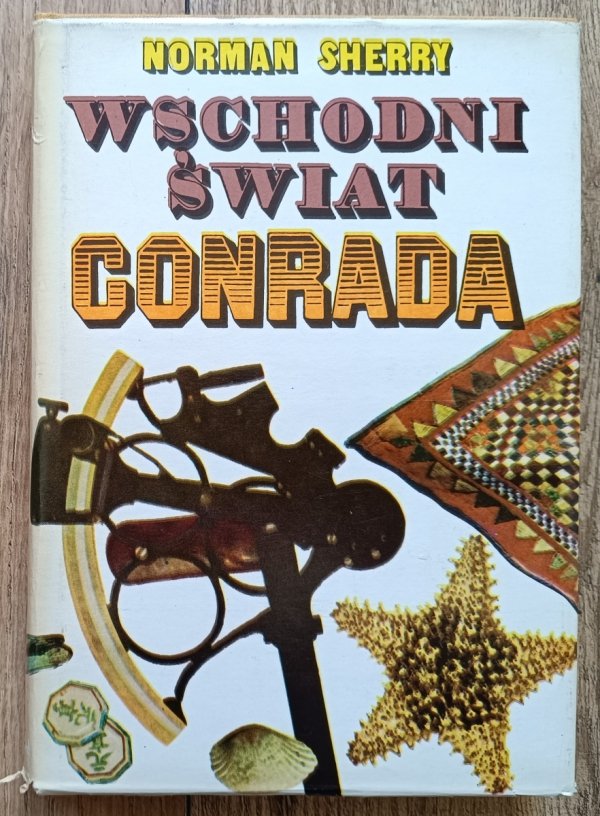 NORMAN SHERRY
WSCHODNI
ŚWIAT
CONRADA